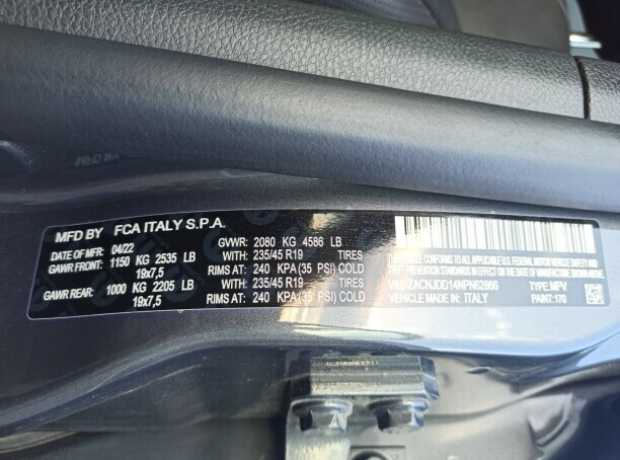 MFD BY FCA ITALY S.P.A.
DATE OF MFR: 04/22 GVWR: 2080 KG 4586 LB
GAWR FRONT: 1150 KG 2535 LB WITH: 235/45 R19 TIRES
19x7,5 RIMS AT: 240 KPA (35 PSI) COLD
GAWR REAR: 1000 KG 2205 LB WITH: 235/45 R19 TIRES
19x7,5 RIMS AT: 240 KPA (35 PSI) COLD
TYPE: MPV
VEHICLE MADE IN: ITALY PAINT: 170